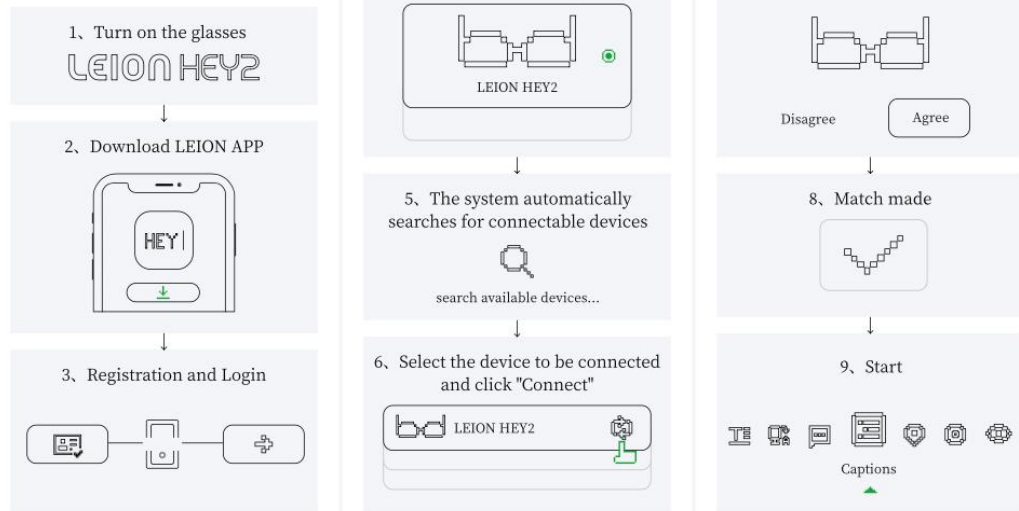 1、Turn on the glasses
LEION HEY2
2、Download LEION APP
HEY
3、Registration and Login
LEION HEY2
5、The system automatically
searches for connectable devices
search available devices...
6、Select the device to be connected
and click "Connect"
LEION HEY2
Disagree
Agree
8、Match made
9、Start
Captions